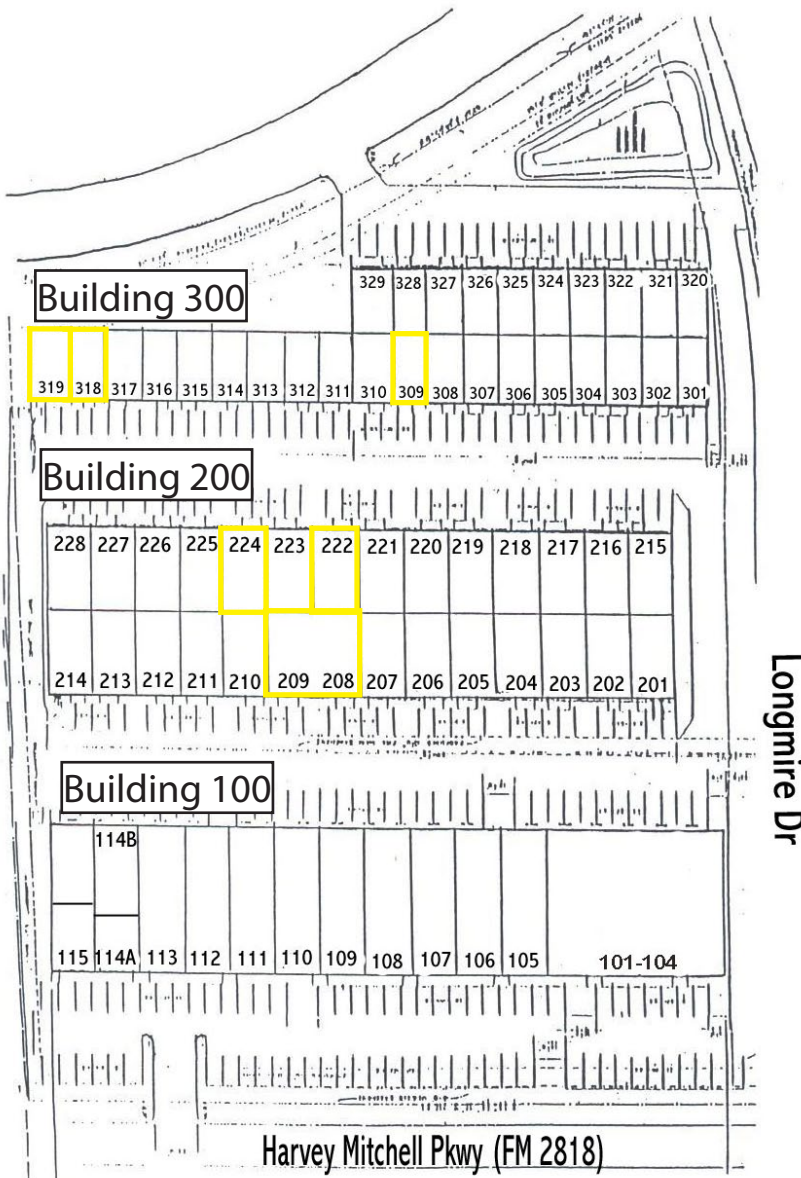 329 328 327 326 325 324 323 322 321 320
Building 300
319 318 317 316 315 314 313 312 311 310 309 308 307 306 305 304 303 302 301
Building 200
228 227 226 225 224 223 222 221 220 219 218 217 216 215
214 213 212 211 210 209 208 207 206 205 204 203 202 201
Longmire Dr
Building 100
114B
115 114A 113 112 111 110 109 108 107 106 105 101-104
Harvey Mitchell Pkwy (FM 2818)